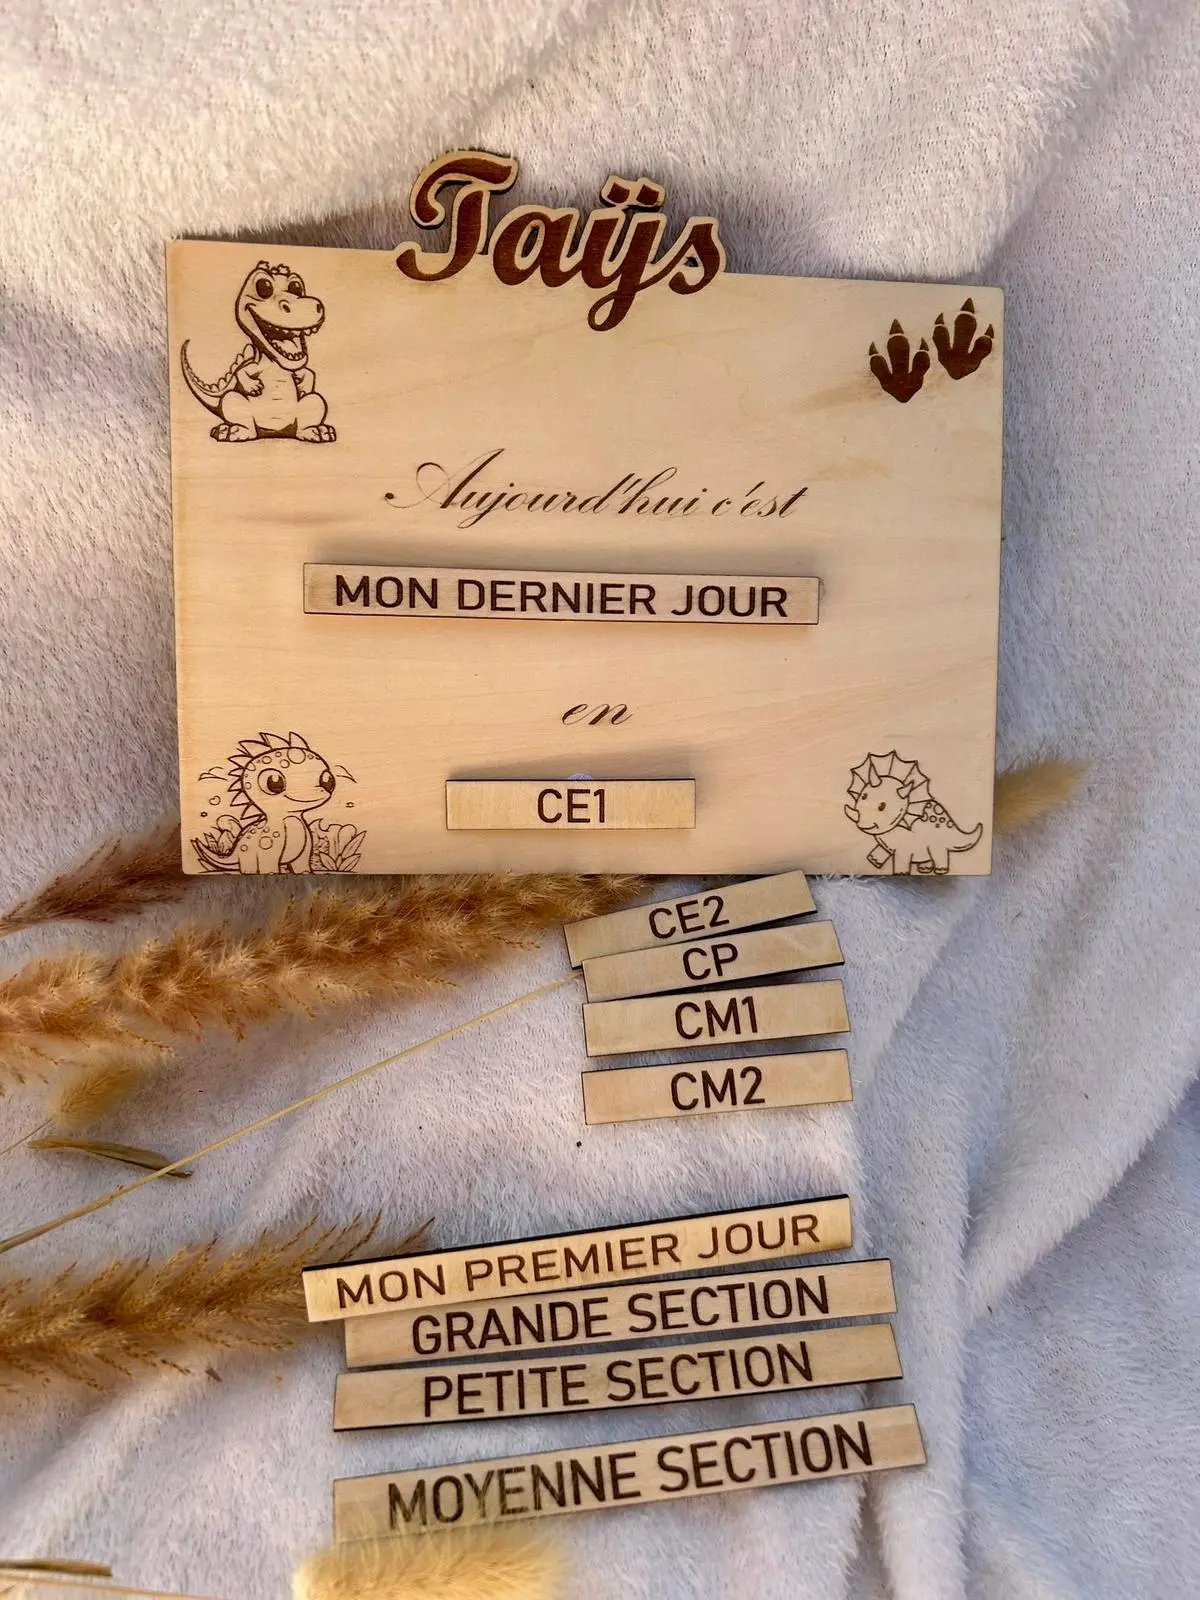 Taÿs
Aujourd'hui c'est
MON DERNIER JOUR
en
CE1
CE2
CP
CM1
CM2
MON PREMIER JOUR
GRANDE SECTION
PETITE SECTION
MOYENNE SECTION